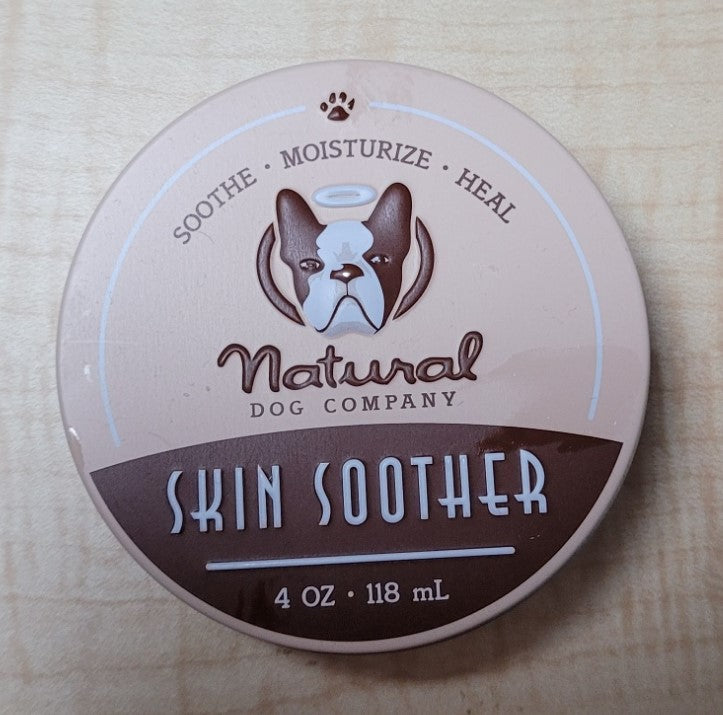 SOOTHE • MOISTURIZE • HEAL
Natural
DOG COMPANY
SKIN SOOTHER
4 OZ • 118 mL